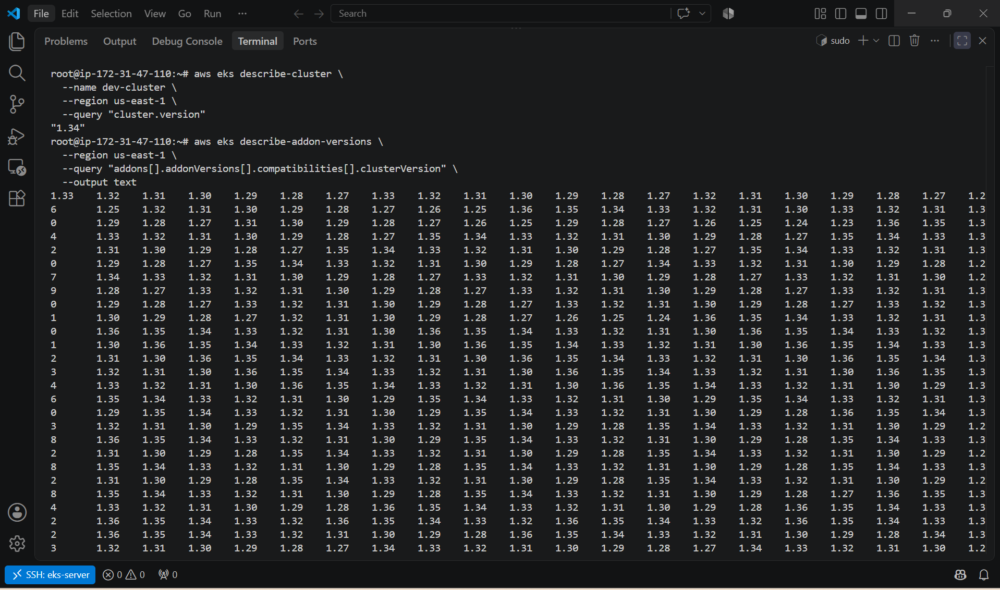 File Edit Selection View Go Run ··· Search
Problems Output Debug Console Terminal Ports sudo
root@ip-172-31-47-110:~# aws eks describe-cluster \
--name dev-cluster \
--region us-east-1 \
--query "cluster.version"
"1.34"
root@ip-172-31-47-110:~# aws eks describe-addon-versions \
--region us-east-1 \
--query "addons[].addonVersions[].compatibilities[].clusterVersion" \
--output text
1.33 1.32 1.31 1.30 1.29 1.28 1.27 1.33 1.32 1.31 1.30 1.29 1.28 1.27 1.32 1.31 1.30 1.29 1.28 1.27 1.2
6 1.25 1.32 1.31 1.30 1.29 1.28 1.27 1.26 1.25 1.36 1.35 1.34 1.33 1.32 1.31 1.30 1.33 1.32 1.31 1.3
0 1.29 1.28 1.27 1.31 1.30 1.29 1.28 1.27 1.26 1.25 1.29 1.28 1.27 1.26 1.25 1.24 1.23 1.36 1.35 1.3
4 1.33 1.32 1.31 1.30 1.29 1.28 1.27 1.35 1.34 1.33 1.32 1.31 1.30 1.29 1.28 1.27 1.35 1.34 1.33 1.3
2 1.31 1.30 1.29 1.28 1.27 1.35 1.34 1.33 1.32 1.31 1.30 1.29 1.28 1.27 1.35 1.34 1.33 1.32 1.31 1.3
0 1.29 1.28 1.27 1.35 1.34 1.33 1.32 1.31 1.30 1.29 1.28 1.27 1.34 1.33 1.32 1.31 1.30 1.29 1.28 1.2
7 1.34 1.33 1.32 1.31 1.30 1.29 1.28 1.27 1.33 1.32 1.31 1.30 1.29 1.28 1.27 1.33 1.32 1.31 1.30 1.2
9 1.28 1.27 1.33 1.32 1.31 1.30 1.29 1.28 1.27 1.33 1.32 1.31 1.30 1.29 1.28 1.27 1.33 1.32 1.31 1.3
0 1.29 1.28 1.27 1.33 1.32 1.31 1.30 1.29 1.28 1.27 1.33 1.32 1.31 1.30 1.29 1.28 1.27 1.33 1.32 1.3
1 1.30 1.29 1.28 1.27 1.32 1.31 1.30 1.29 1.28 1.27 1.26 1.25 1.24 1.36 1.35 1.34 1.33 1.32 1.31 1.3
0 1.36 1.35 1.34 1.33 1.32 1.31 1.30 1.36 1.35 1.34 1.33 1.32 1.31 1.30 1.36 1.35 1.34 1.33 1.32 1.3
1 1.30 1.36 1.35 1.34 1.33 1.32 1.31 1.30 1.36 1.35 1.34 1.33 1.32 1.31 1.30 1.36 1.35 1.34 1.33 1.3
2 1.31 1.30 1.36 1.35 1.34 1.33 1.32 1.31 1.30 1.36 1.35 1.34 1.33 1.32 1.31 1.30 1.36 1.35 1.34 1.3
3 1.32 1.31 1.30 1.36 1.35 1.34 1.33 1.32 1.31 1.30 1.36 1.35 1.34 1.33 1.32 1.31 1.30 1.36 1.35 1.3
4 1.33 1.32 1.31 1.30 1.36 1.35 1.34 1.33 1.32 1.31 1.30 1.36 1.35 1.34 1.33 1.32 1.31 1.30 1.29 1.3
6 1.35 1.34 1.33 1.32 1.31 1.30 1.29 1.35 1.34 1.33 1.32 1.31 1.30 1.29 1.35 1.34 1.33 1.32 1.31 1.3
0 1.29 1.35 1.34 1.33 1.32 1.31 1.30 1.29 1.35 1.34 1.33 1.32 1.31 1.30 1.29 1.28 1.36 1.35 1.34 1.3
3 1.32 1.31 1.30 1.29 1.35 1.34 1.33 1.32 1.31 1.30 1.29 1.28 1.35 1.34 1.33 1.32 1.31 1.30 1.29 1.2
8 1.36 1.35 1.34 1.33 1.32 1.31 1.30 1.29 1.35 1.34 1.33 1.32 1.31 1.30 1.29 1.28 1.35 1.34 1.33 1.3
2 1.31 1.30 1.29 1.28 1.35 1.34 1.33 1.32 1.31 1.30 1.29 1.28 1.35 1.34 1.33 1.32 1.31 1.30 1.29 1.2
8 1.35 1.34 1.33 1.32 1.31 1.30 1.29 1.28 1.35 1.34 1.33 1.32 1.31 1.30 1.29 1.28 1.35 1.34 1.33 1.3
2 1.31 1.30 1.29 1.28 1.35 1.34 1.33 1.32 1.31 1.30 1.29 1.28 1.35 1.34 1.33 1.32 1.31 1.30 1.29 1.2
8 1.35 1.34 1.33 1.32 1.31 1.30 1.29 1.28 1.35 1.34 1.33 1.32 1.31 1.30 1.29 1.28 1.27 1.36 1.35 1.3
4 1.33 1.32 1.31 1.30 1.29 1.28 1.36 1.35 1.34 1.33 1.32 1.31 1.30 1.29 1.28 1.36 1.35 1.34 1.33 1.3
2 1.36 1.35 1.34 1.33 1.32 1.36 1.35 1.34 1.33 1.32 1.36 1.35 1.34 1.33 1.32 1.36 1.35 1.34 1.33 1.3
2 1.36 1.35 1.34 1.33 1.32 1.31 1.30 1.29 1.28 1.36 1.35 1.34 1.33 1.32 1.31 1.30 1.29 1.28 1.34 1.3
3 1.32 1.31 1.30 1.29 1.28 1.27 1.34 1.33 1.32 1.31 1.30 1.29 1.28 1.27 1.34 1.33 1.32 1.31 1.30 1.2
SSH: eks-server 0 0 0